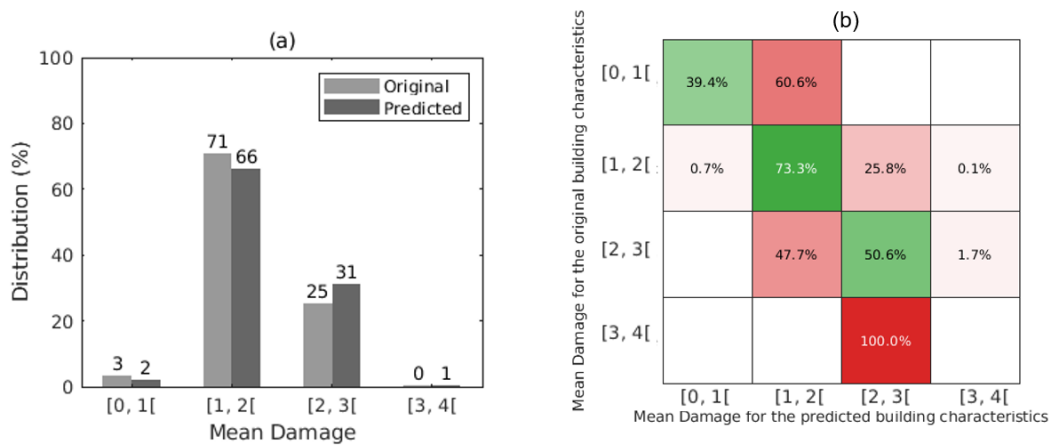 (a)
Distribution (%)
100
80
60
40
20
0
Original
Predicted
3 2
71 66
25 31
0 1
[0, 1[ [1, 2[ [2, 3[ [3, 4[
Mean Damage
(b)
Mean Damage for the original building characteristics
[0, 1[ 39.4% 60.6%
[1, 2[ 0.7% 73.3% 25.8% 0.1%
[2, 3[ 47.7% 50.6% 1.7%
[3, 4[ 100.0%
[0, 1[ [1, 2[ [2, 3[ [3, 4[
Mean Damage for the predicted building characteristics